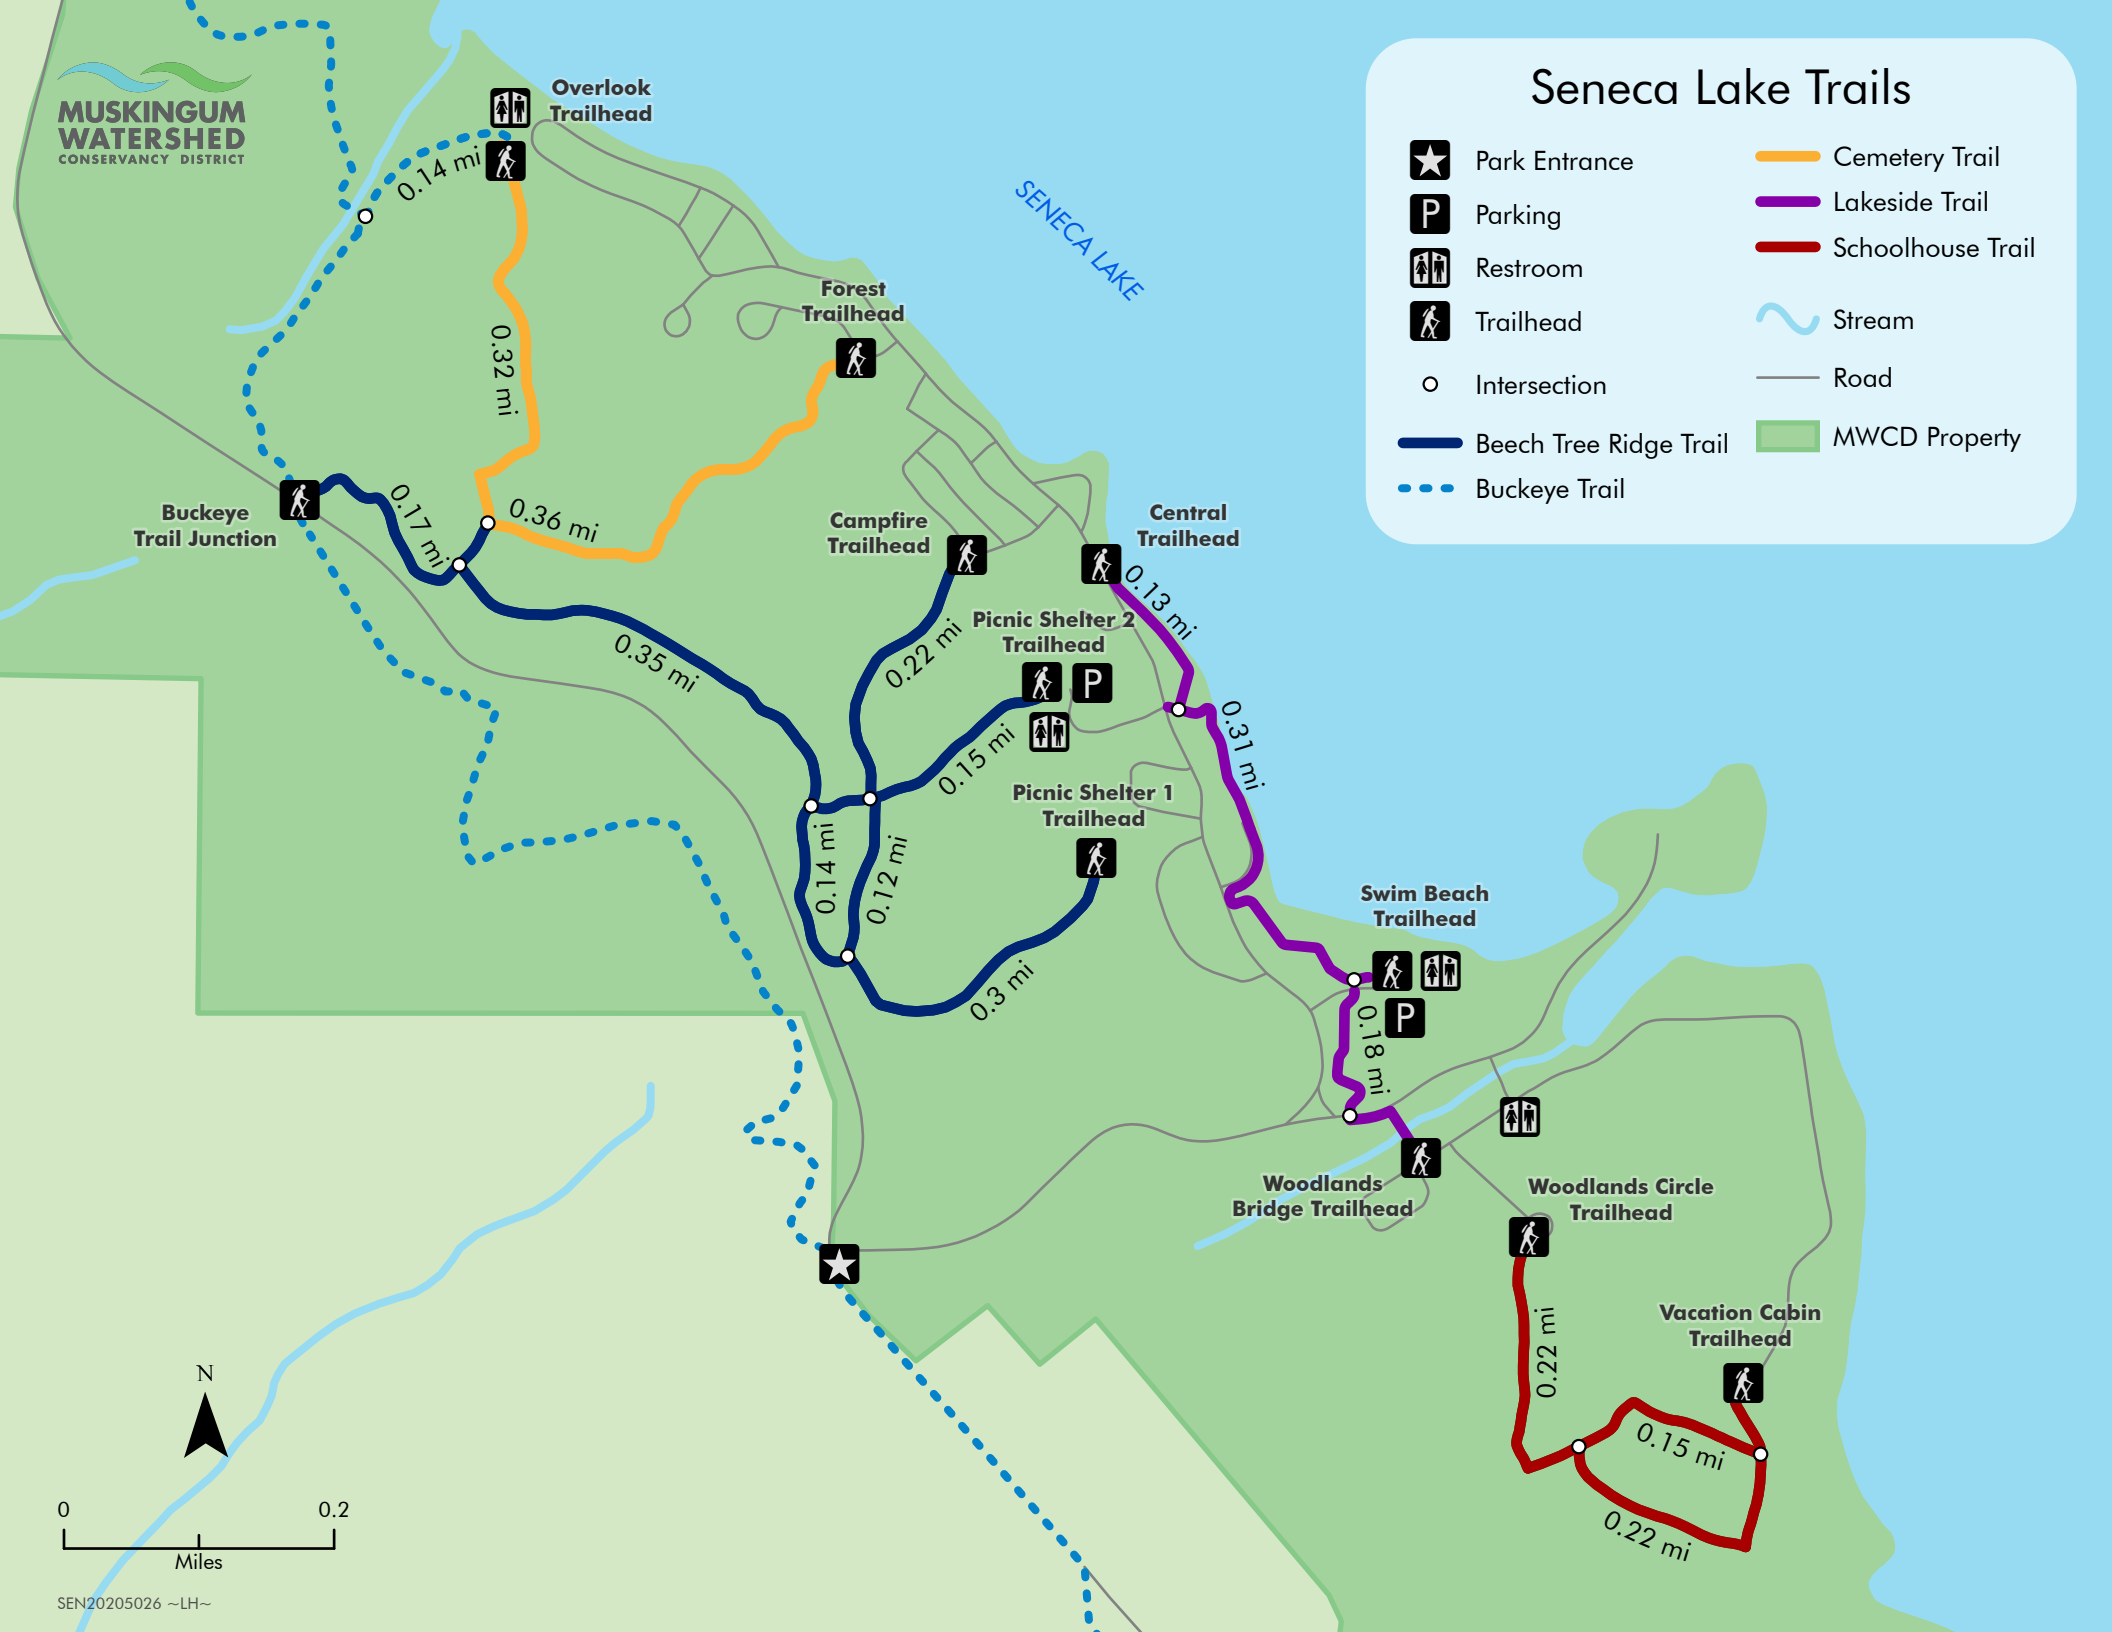 MUSKINGUM
WATERSHED
CONSERVANCY DISTRICT
Overlook
Trailhead
0.14 mi
0.32 mi
Forest
Trailhead
SENECA LAKE
Seneca Lake Trails
Park Entrance
P
Parking
Restroom
Trailhead
Intersection
Beech Tree Ridge Trail
Buckeye Trail
Cemetery Trail
Lakeside Trail
Schoolhouse Trail
Stream
Road
MWCD Property
Buckeye
Trail Junction
0.17 mi
0.36 mi
Campfire
Trailhead
Central
Trailhead
0.13 mi
0.35 mi
0.22 mi
Picnic Shelter 2
Trailhead
P
0.15 mi
0.31 mi
Picnic Shelter 1
Trailhead
0.14 mi
0.12 mi
0.3 mi
Swim Beach
Trailhead
P
0.18 mi
Woodlands
Bridge Trailhead
Woodlands Circle
Trailhead
0.22 mi
Vacation Cabin
Trailhead
0.15 mi
0.22 mi
N
0
0.2
Miles
SEN20205026 ~LH~